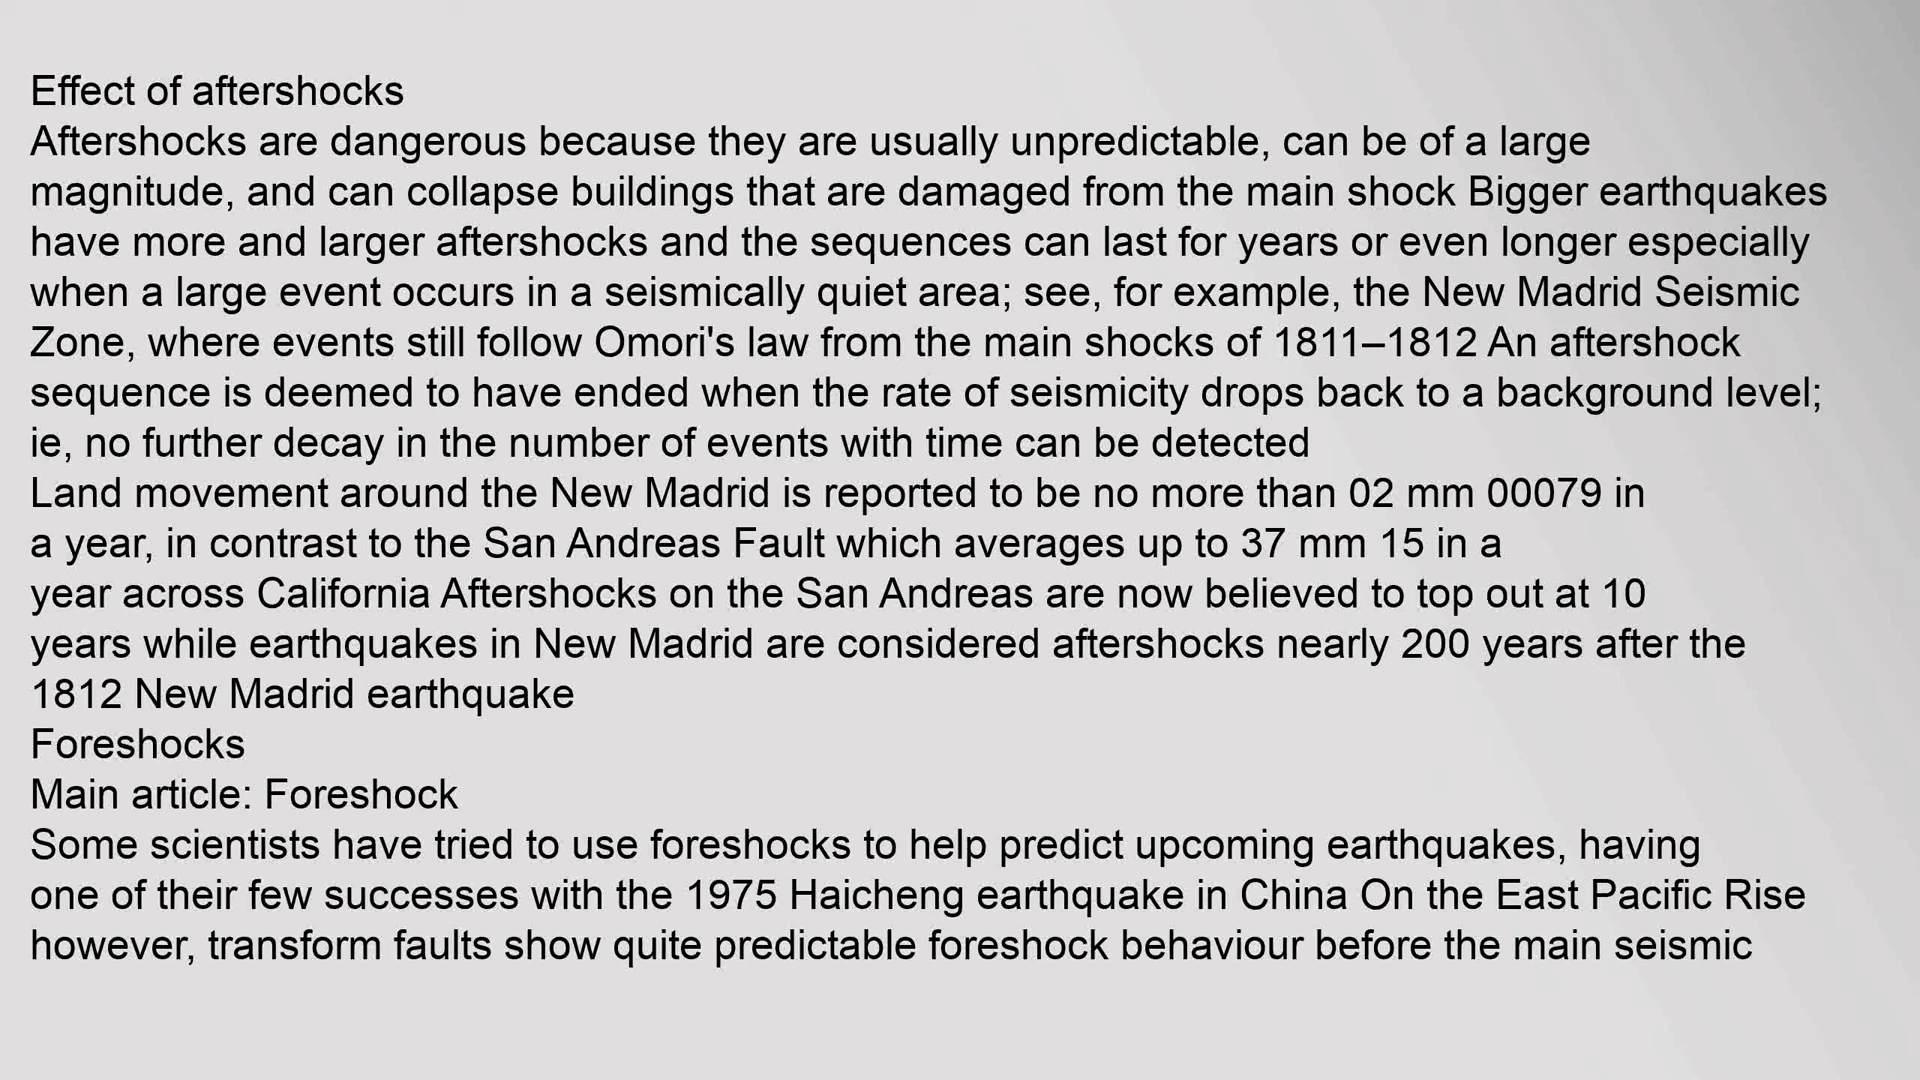 Effect of aftershocks
Aftershocks are dangerous because they are usually unpredictable, can be of a large
magnitude, and can collapse buildings that are damaged from the main shock Bigger earthquakes
have more and larger aftershocks and the sequences can last for years or even longer especially
when a large event occurs in a seismically quiet area; see, for example, the New Madrid Seismic
Zone, where events still follow Omori's law from the main shocks of 1811–1812 An aftershock
sequence is deemed to have ended when the rate of seismicity drops back to a background level;
ie, no further decay in the number of events with time can be detected
Land movement around the New Madrid is reported to be no more than 02 mm 00079 in
a year, in contrast to the San Andreas Fault which averages up to 37 mm 15 in a
year across California Aftershocks on the San Andreas are now believed to top out at 10
years while earthquakes in New Madrid are considered aftershocks nearly 200 years after the
1812 New Madrid earthquake
Foreshocks
Main article: Foreshock
Some scientists have tried to use foreshocks to help predict upcoming earthquakes, having
one of their few successes with the 1975 Haicheng earthquake in China On the East Pacific Rise
however, transform faults show quite predictable foreshock behaviour before the main seismic